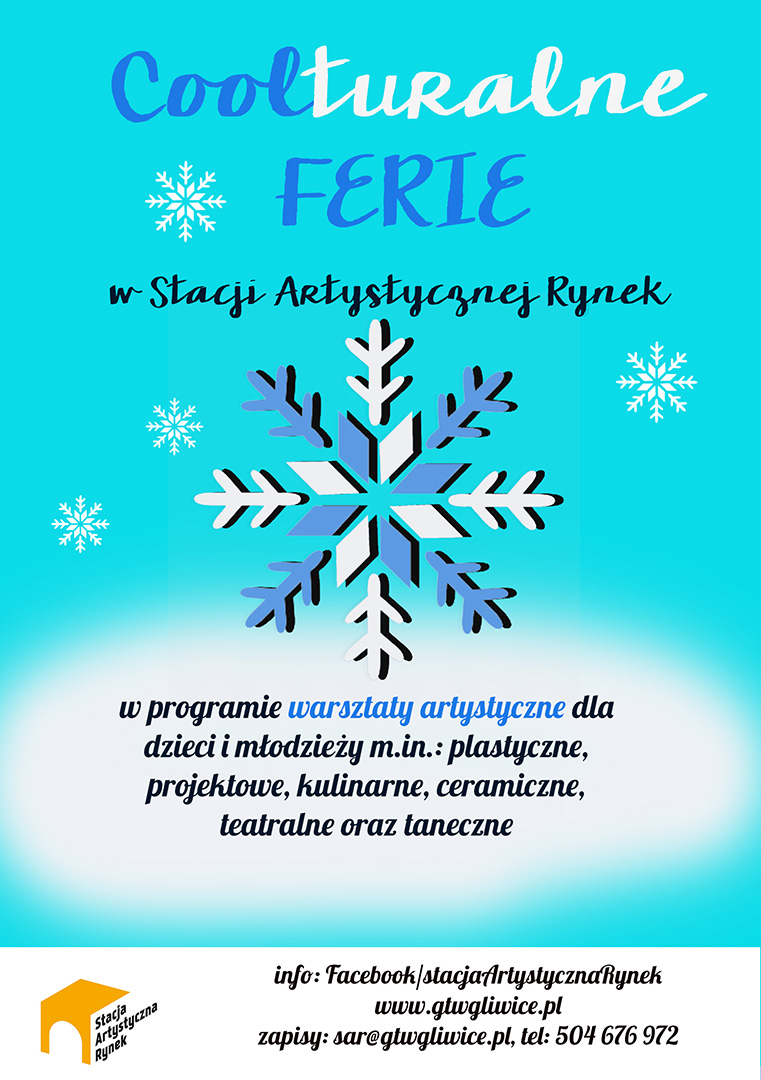 Coolturalne
FERIE
w Stacji Artystycznej Rynek
w programie warsztaty artystyczne dla
dzieci i młodzieży m.in.: plastyczne,
projektowe, kulinarne, ceramiczne,
teatralne oraz taneczne
info: Facebook/stacjaArtystycznaRynek
www.gtwgliwice.pl
zapisy: sar@gtwgliwice.pl, tel: 504 676 972
Stacja
Artystyczna
Rynek